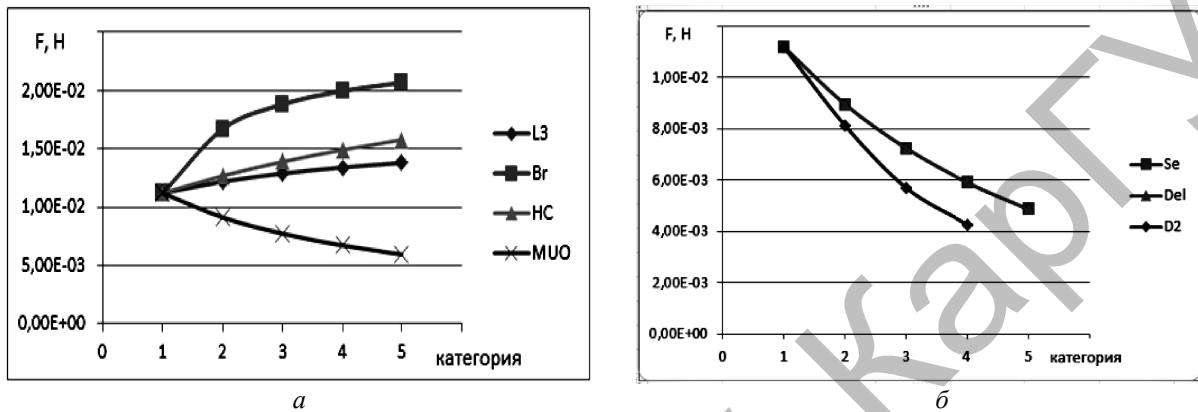 F, H
2,00E-02
1,50E-02
1,00E-02
5,00E-03
0,00E+00
0 1 2 3 4 5 категория
L3
Br
HC
MUO
а
F, H
1,00E-02
8,00E-03
6,00E-03
4,00E-03
2,00E-03
0,00E+00
0 1 2 3 4 5 категория
Se
Del
D2
б
КарГУ